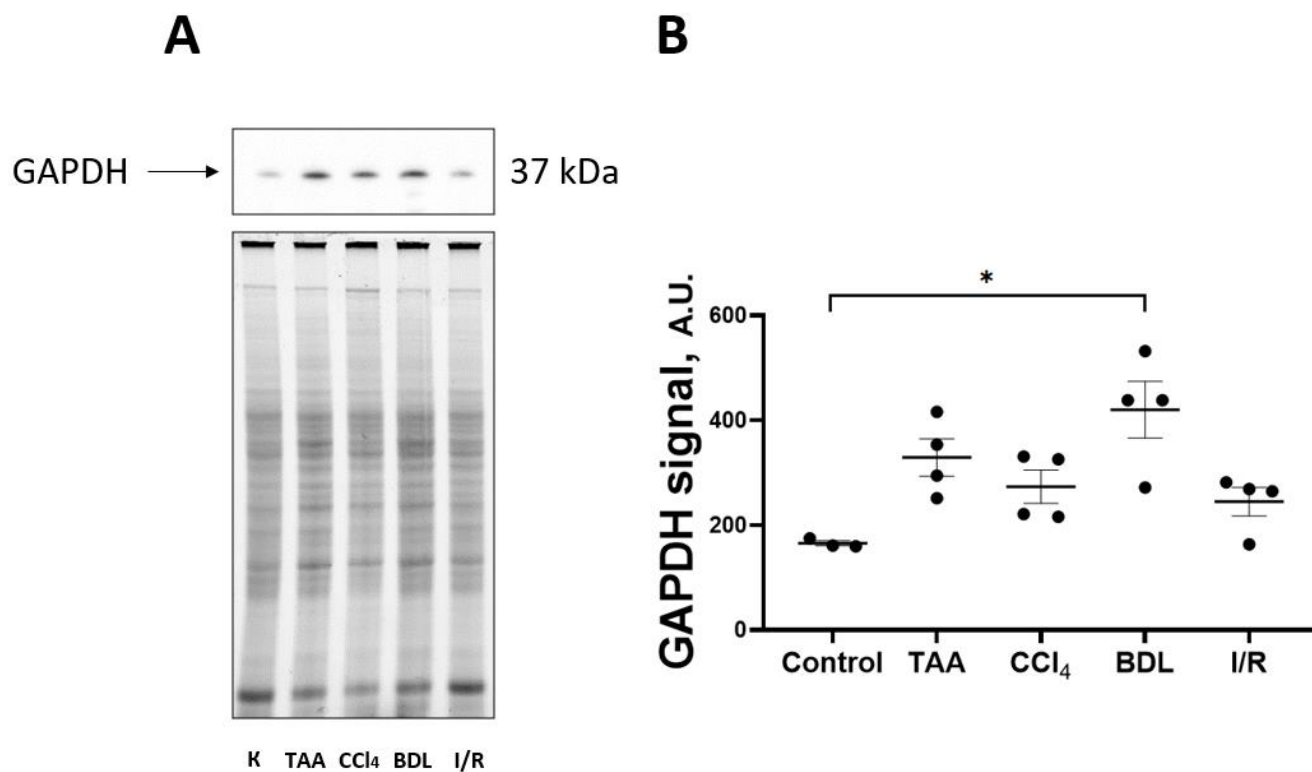 A
B
GAPDH
37 kDa
K TAA CCl₄ BDL I/R
*
GAPDH signal, A.U.
600
400
200
0
Control TAA CCl₄ BDL I/R